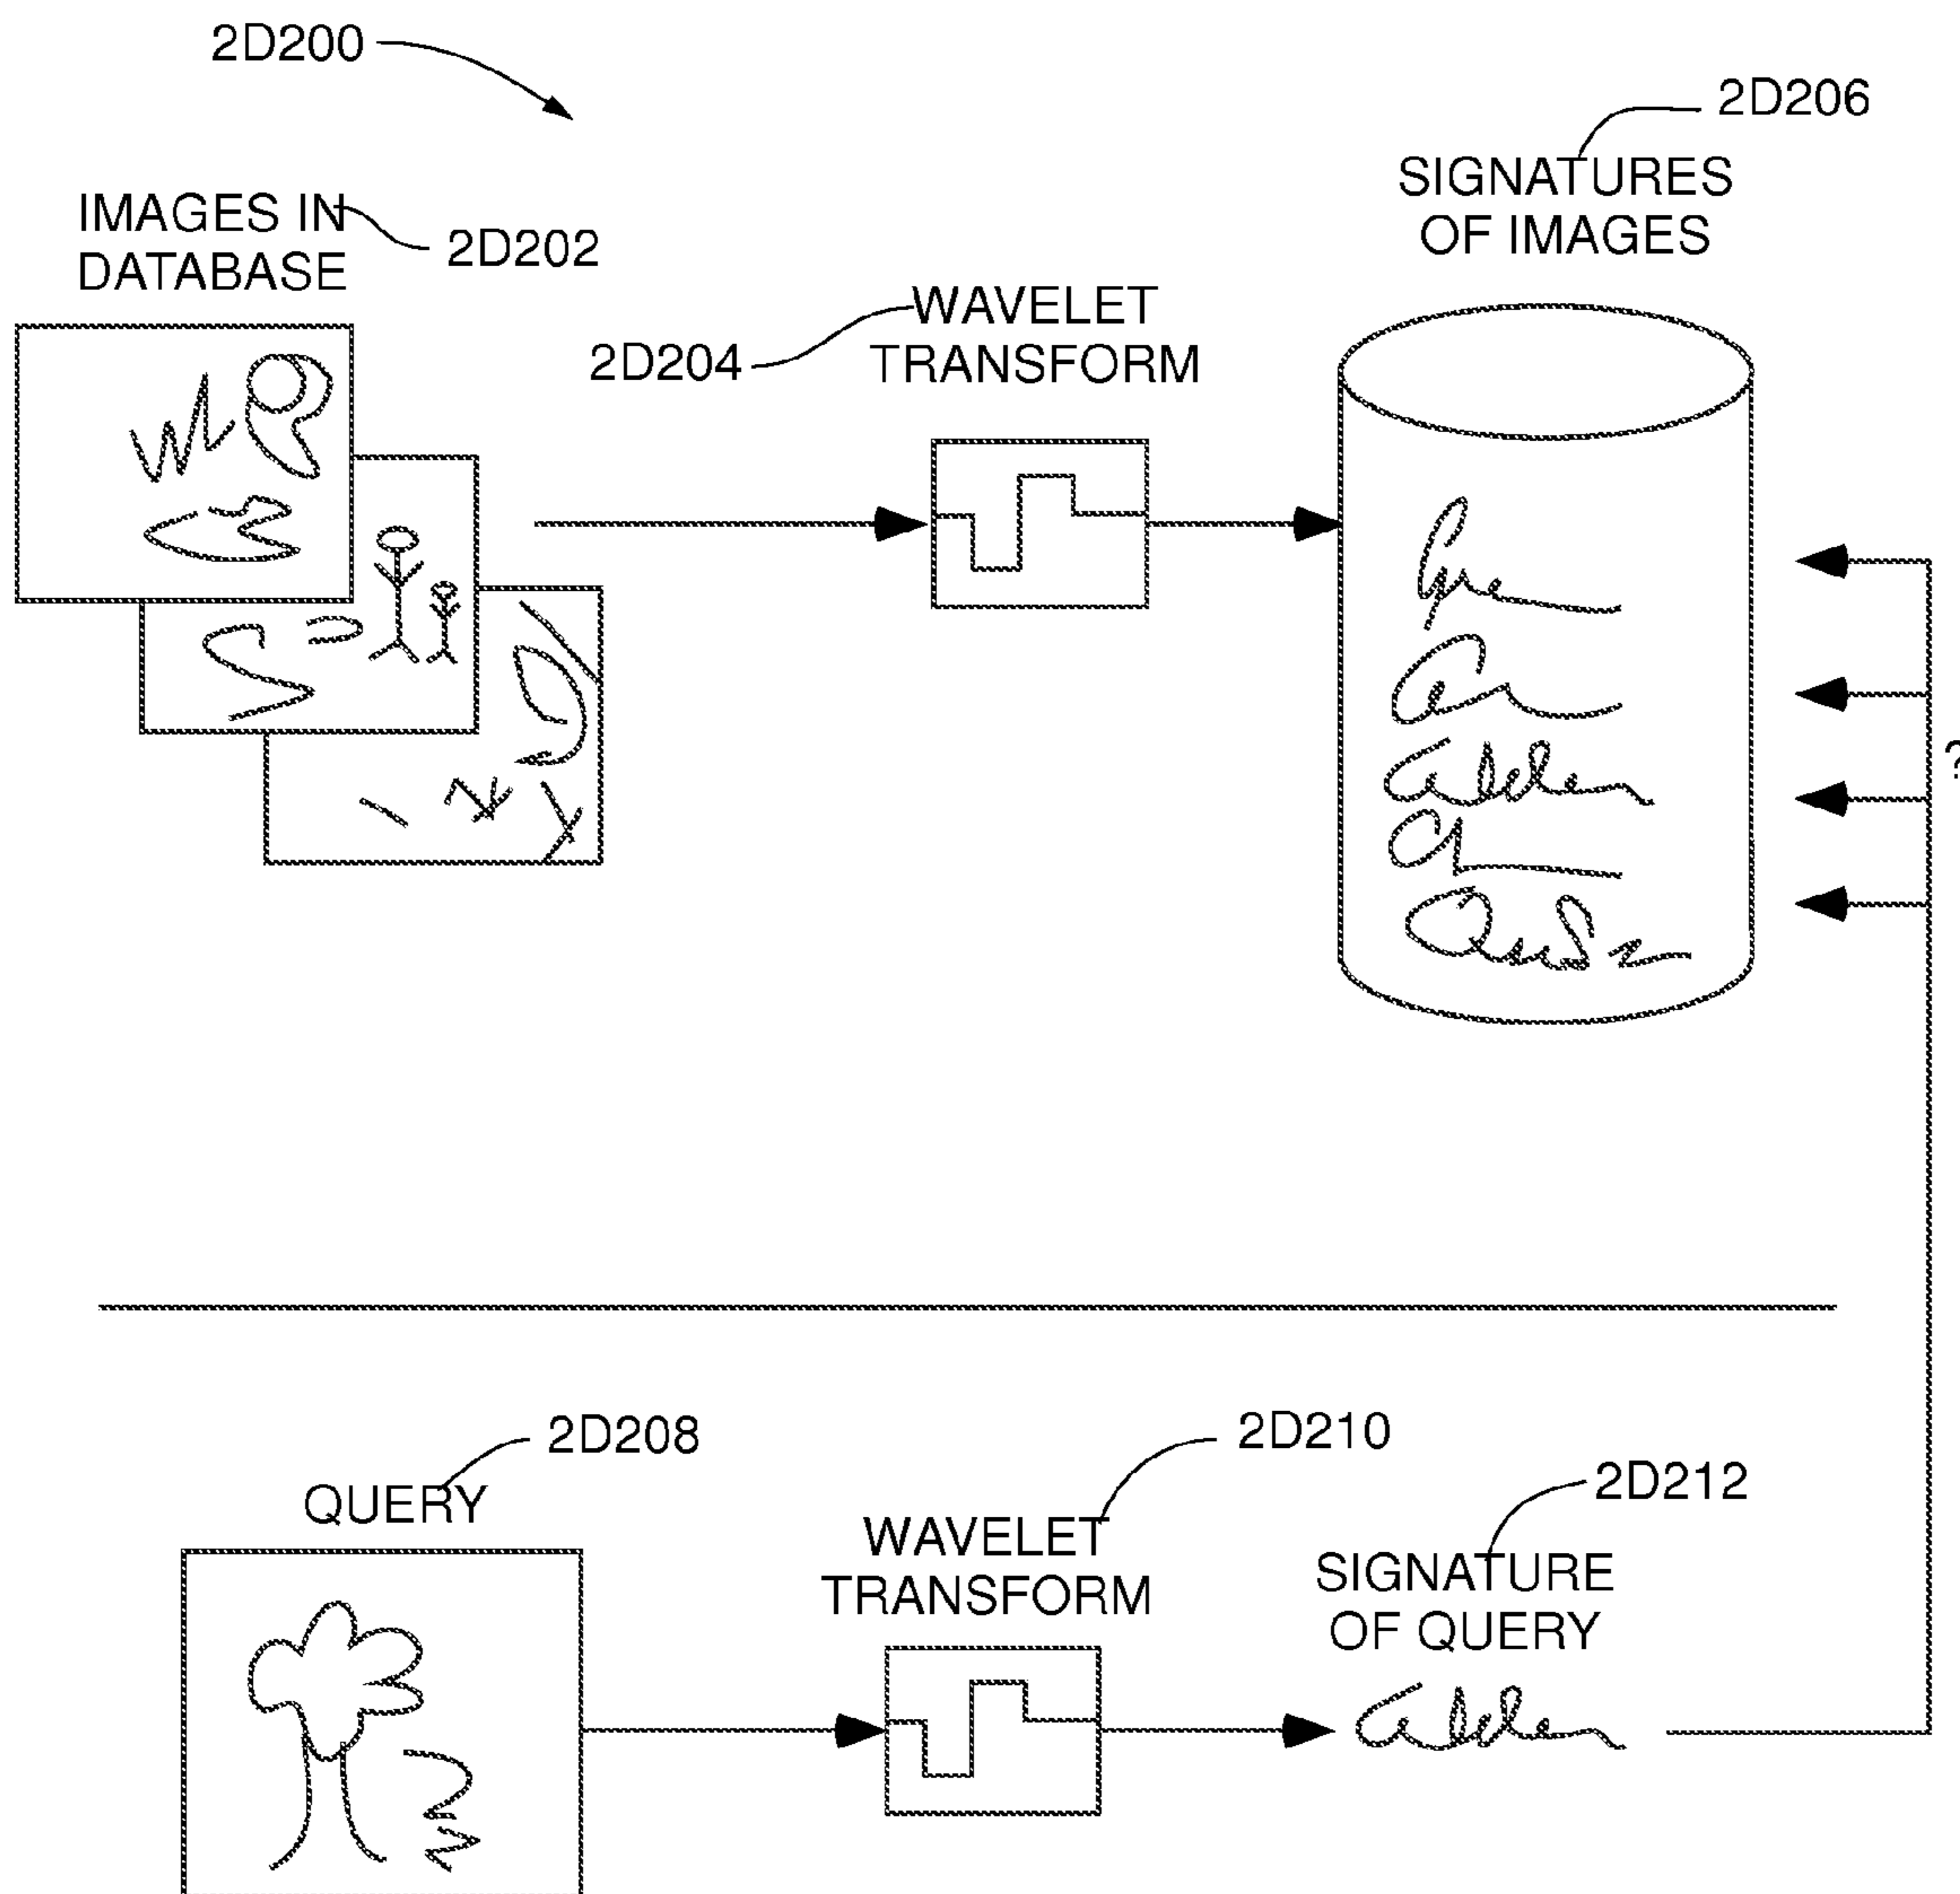 2D200
2D206
SIGNATURES
OF IMAGES
IMAGES IN
DATABASE
2D202
WAVELET
TRANSFORM
2D204
?
2D208
QUERY
2D210
WAVELET
TRANSFORM
2D212
SIGNATURE
OF QUERY